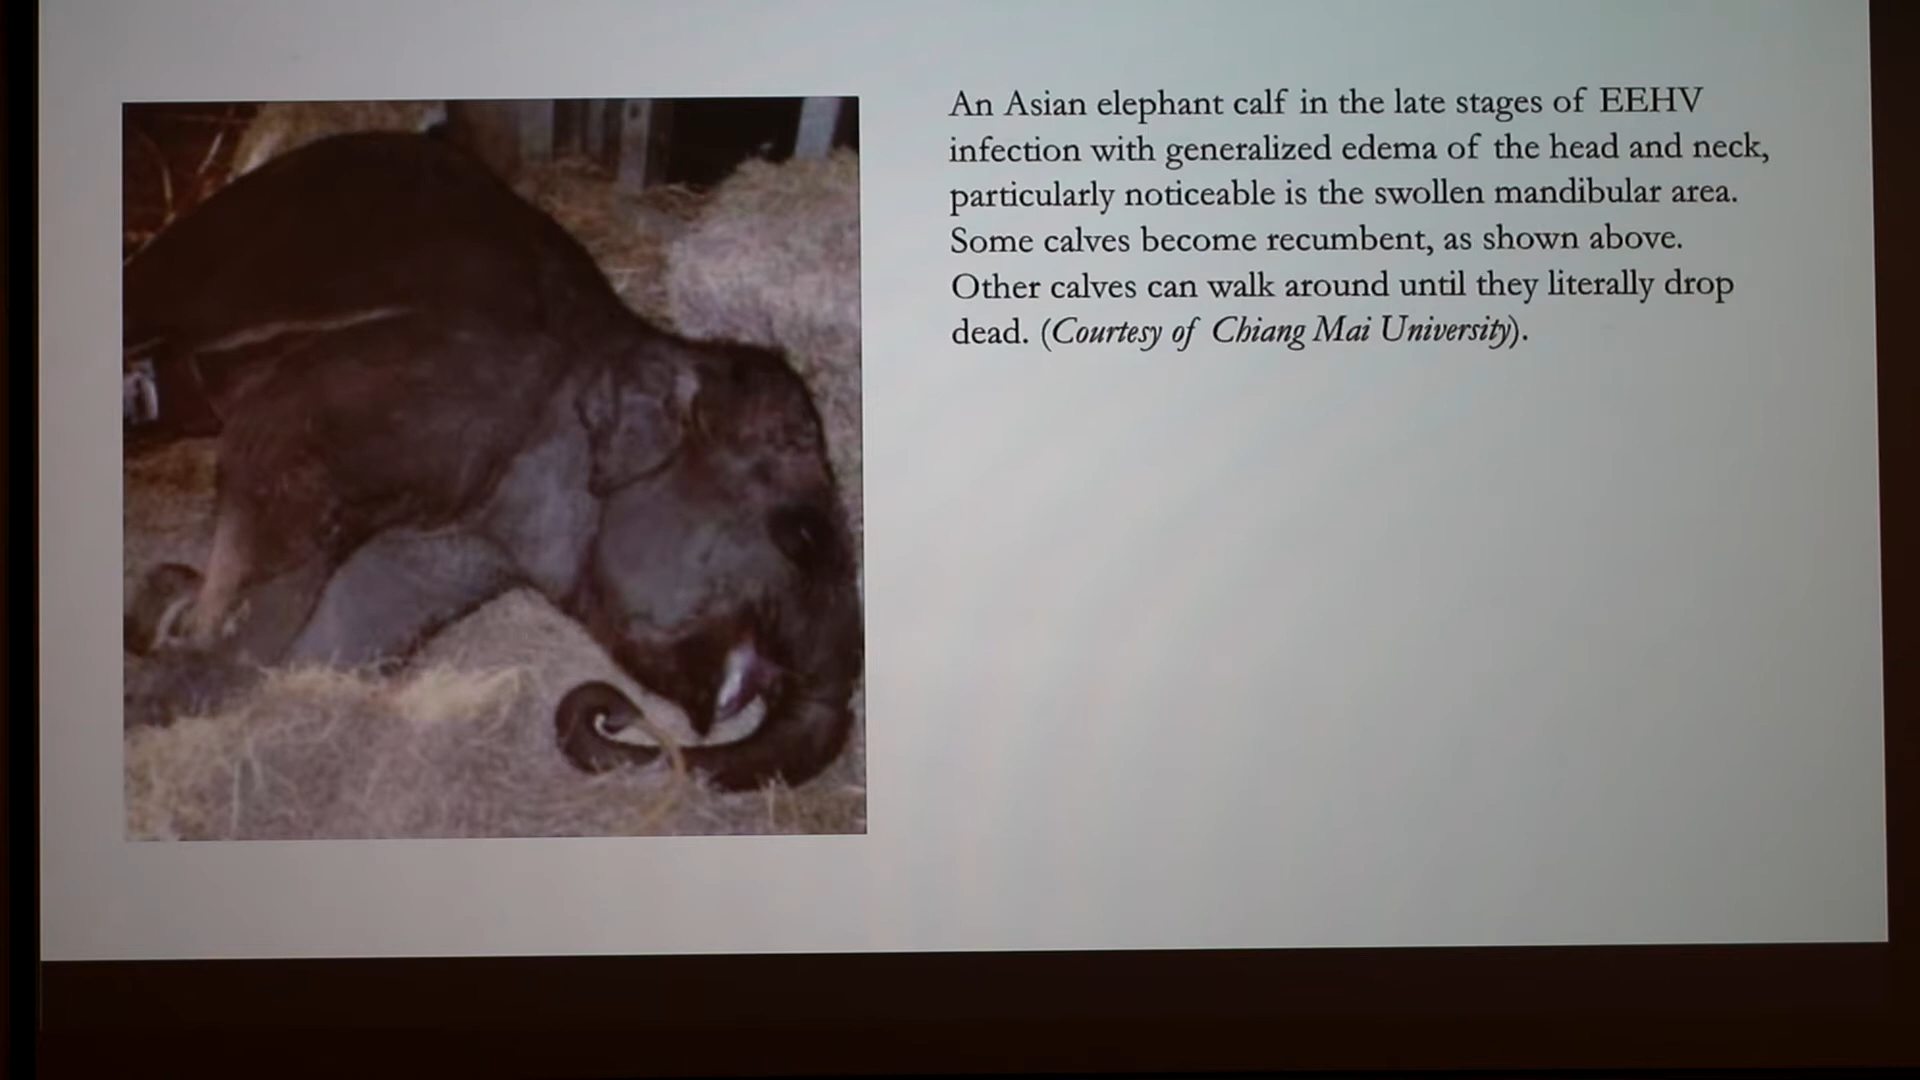 An Asian elephant calf in the late stages of EEHV
infection with generalized edema of the head and neck,
particularly noticeable is the swollen mandibular area.
Some calves become recumbent, as shown above.
Other calves can walk around until they literally drop
dead. (Courtesy of Chiang Mai University).